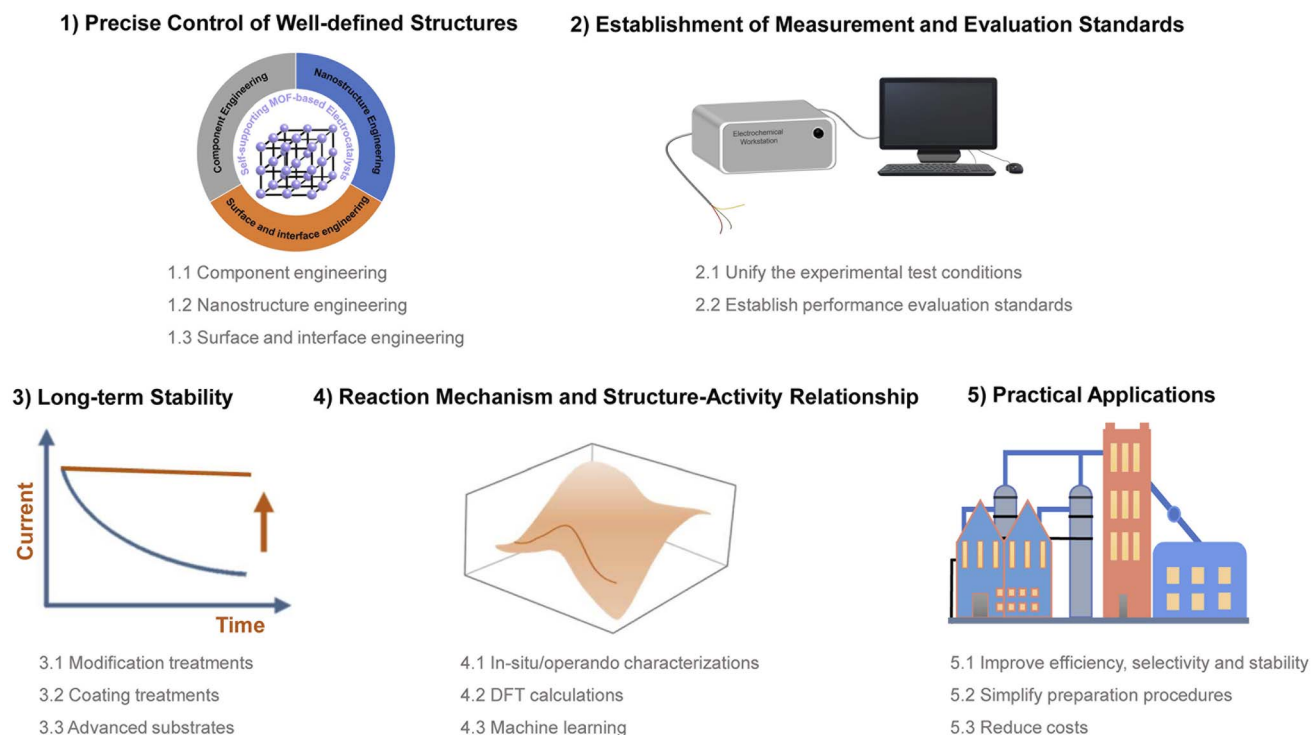 1) Precise Control of Well-defined Structures
Component Engineering
Nanostructure Engineering
Surface and interface engineering
Self-supporting MOF-based Electrocatalysts
1.1 Component engineering
1.2 Nanostructure engineering
1.3 Surface and interface engineering
2) Establishment of Measurement and Evaluation Standards
Electrochemical
Workstation
2.1 Unify the experimental test conditions
2.2 Establish performance evaluation standards
3) Long-term Stability
Current
Time
3.1 Modification treatments
3.2 Coating treatments
3.3 Advanced substrates
4) Reaction Mechanism and Structure-Activity Relationship
4.1 In-situ/operando characterizations
4.2 DFT calculations
4.3 Machine learning
5) Practical Applications
5.1 Improve efficiency, selectivity and stability
5.2 Simplify preparation procedures
5.3 Reduce costs